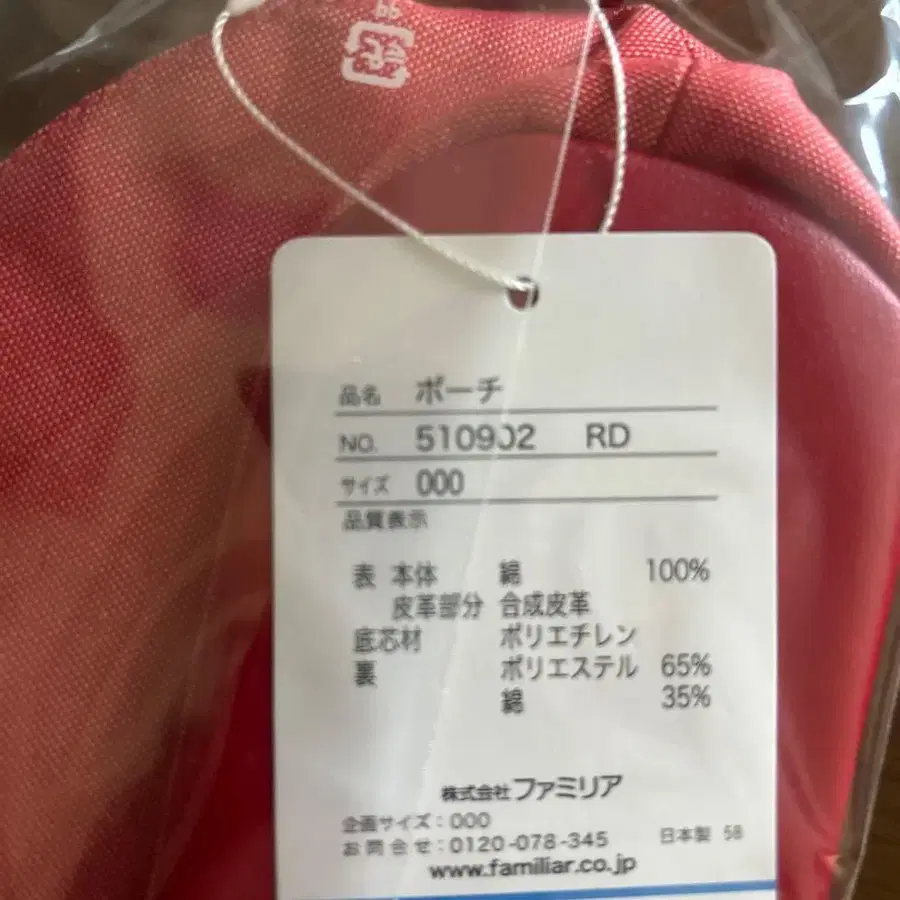 プラ
品名 ポーチ
NO. 510902 RD
サイズ 000
品質表示
表 本体 綿 100%
皮革部分 合成皮革
底芯材 ポリエチレン
裏 ポリエステル 65%
綿 35%
株式会社ファミリア
企画サイズ:000
お問合せ:0120-078-345 日本製 58
www.familiar.co.jp